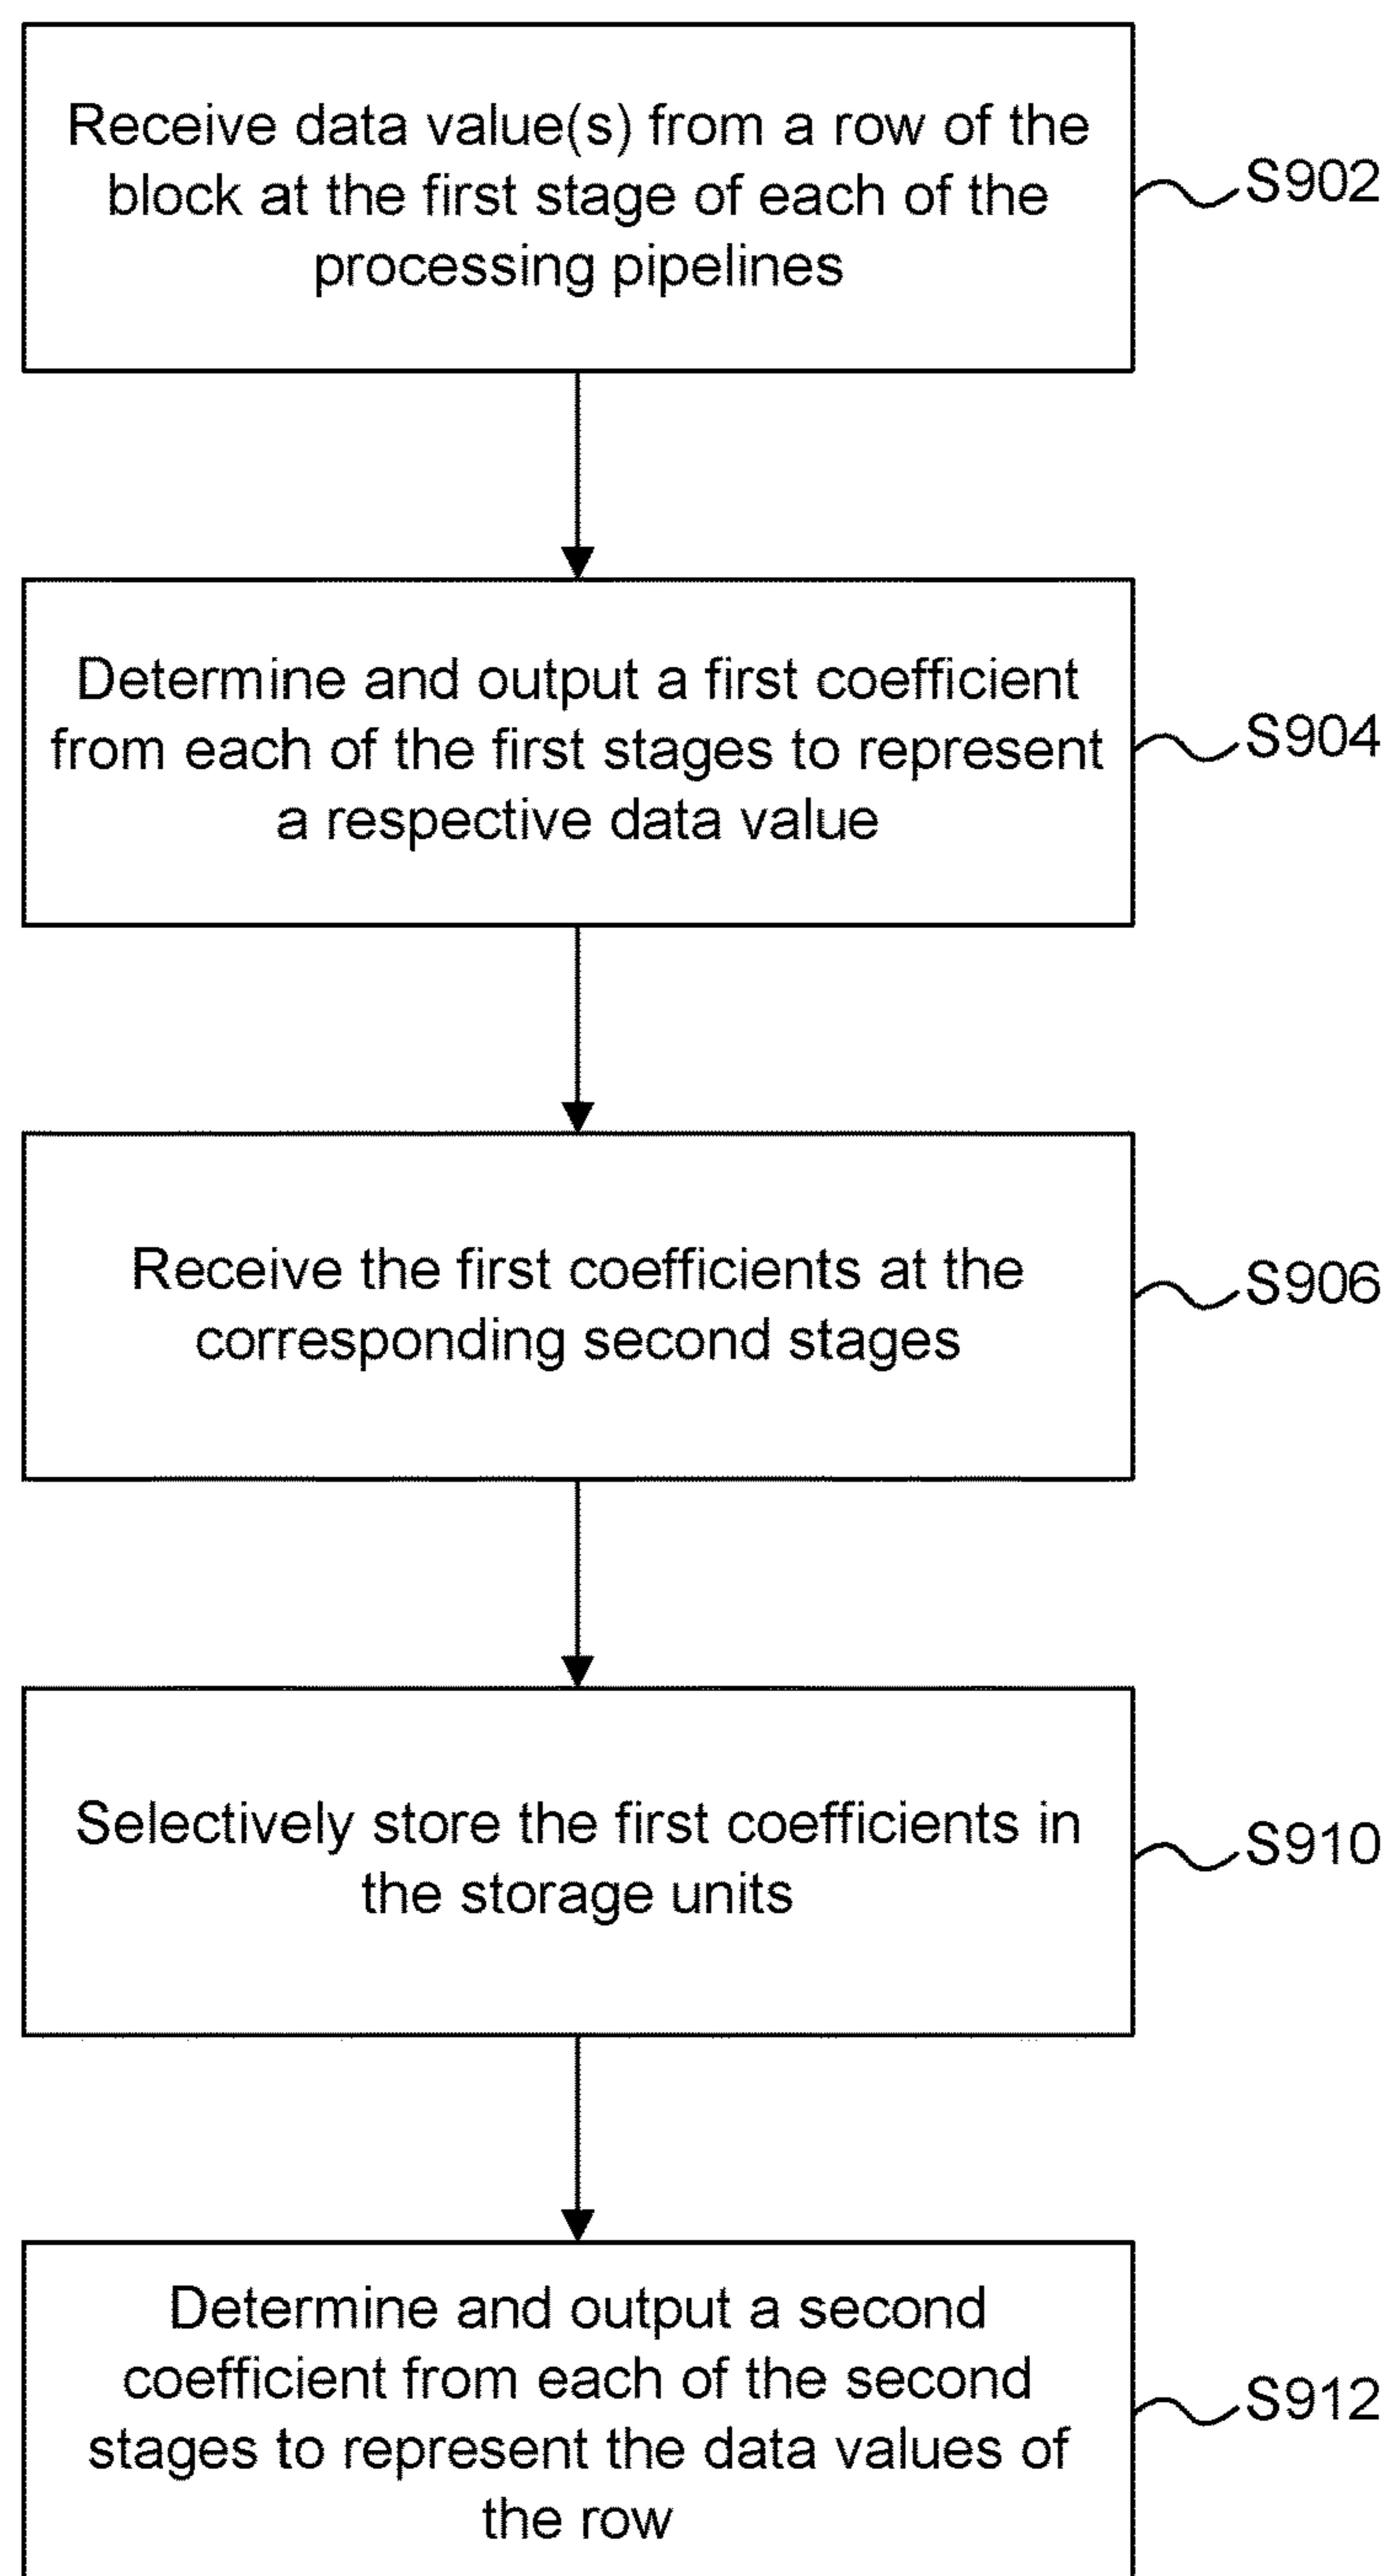 Receive data value(s) from a row of the
block at the first stage of each of the
processing pipelines
S902
Determine and output a first coefficient
from each of the first stages to represent
a respective data value
S904
Receive the first coefficients at the
corresponding second stages
S906
Selectively store the first coefficients in
the storage units
S910
Determine and output a second
coefficient from each of the second
stages to represent the data values of
the row
S912